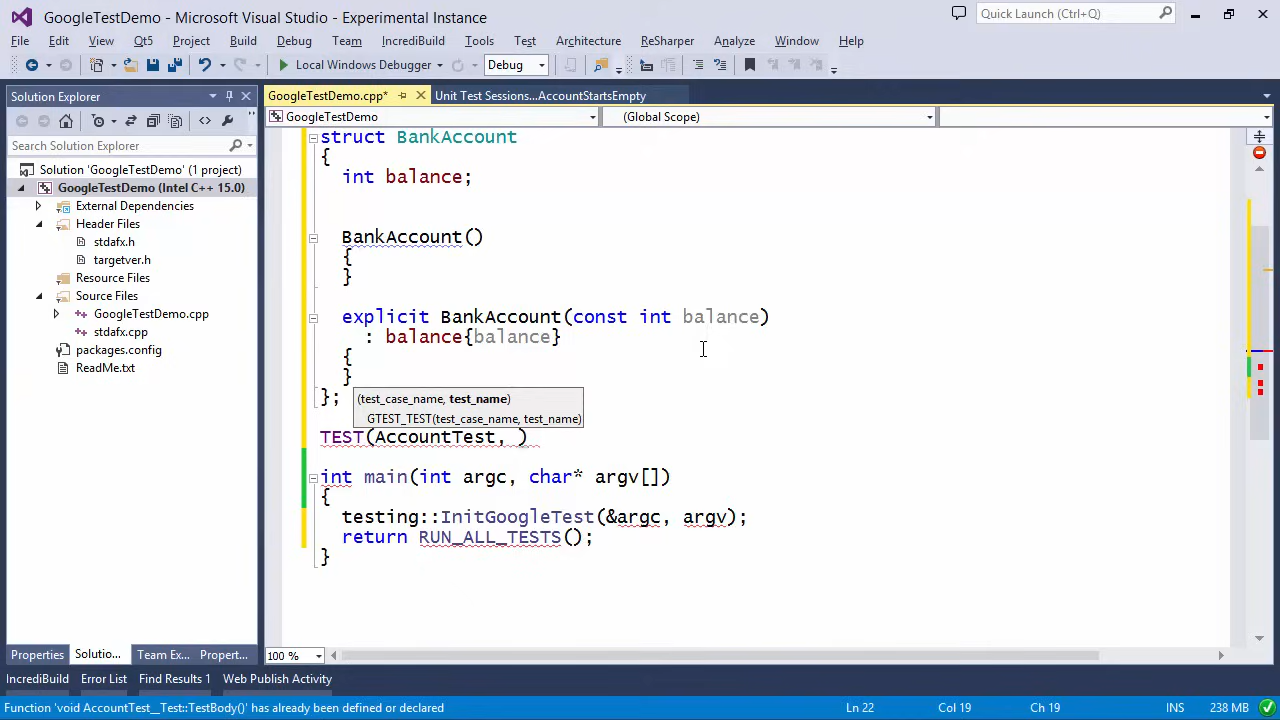 GoogleTestDemo - Microsoft Visual Studio - Experimental Instance
Quick Launch (Ctrl+Q)
File Edit View Qt5 Project Build Debug Team IncrediBuild Tools Test Architecture ReSharper Analyze Window Help
Local Windows Debugger Debug
Solution Explorer
GoogleTestDemo.cpp* Unit Test Sessions...AccountStartsEmpty
GoogleTestDemo (Global Scope)
Search Solution Explorer
Solution 'GoogleTestDemo' (1 project)
GoogleTestDemo (Intel C++ 15.0)
External Dependencies
Header Files
stdafx.h
targetver.h
Resource Files
Source Files
GoogleTestDemo.cpp
stdafx.cpp
packages.config
ReadMe.txt
struct BankAccount
{
int balance;
BankAccount()
{
}
explicit BankAccount(const int balance)
: balance{balance}
{
}
};
(test_case_name, test_name)
GTEST_TEST(test_case_name, test_name)
TEST(AccountTest, )
int main(int argc, char* argv[])
{
testing::InitGoogleTest(&argc, argv);
return RUN_ALL_TESTS();
}
100 %
Properties Solutio... Team Ex... Propert...
IncrediBuild Error List Find Results 1 Web Publish Activity
Function 'void AccountTest__Test::TestBody()' has already been defined or declared Ln 22 Col 19 Ch 19 INS 238 MB